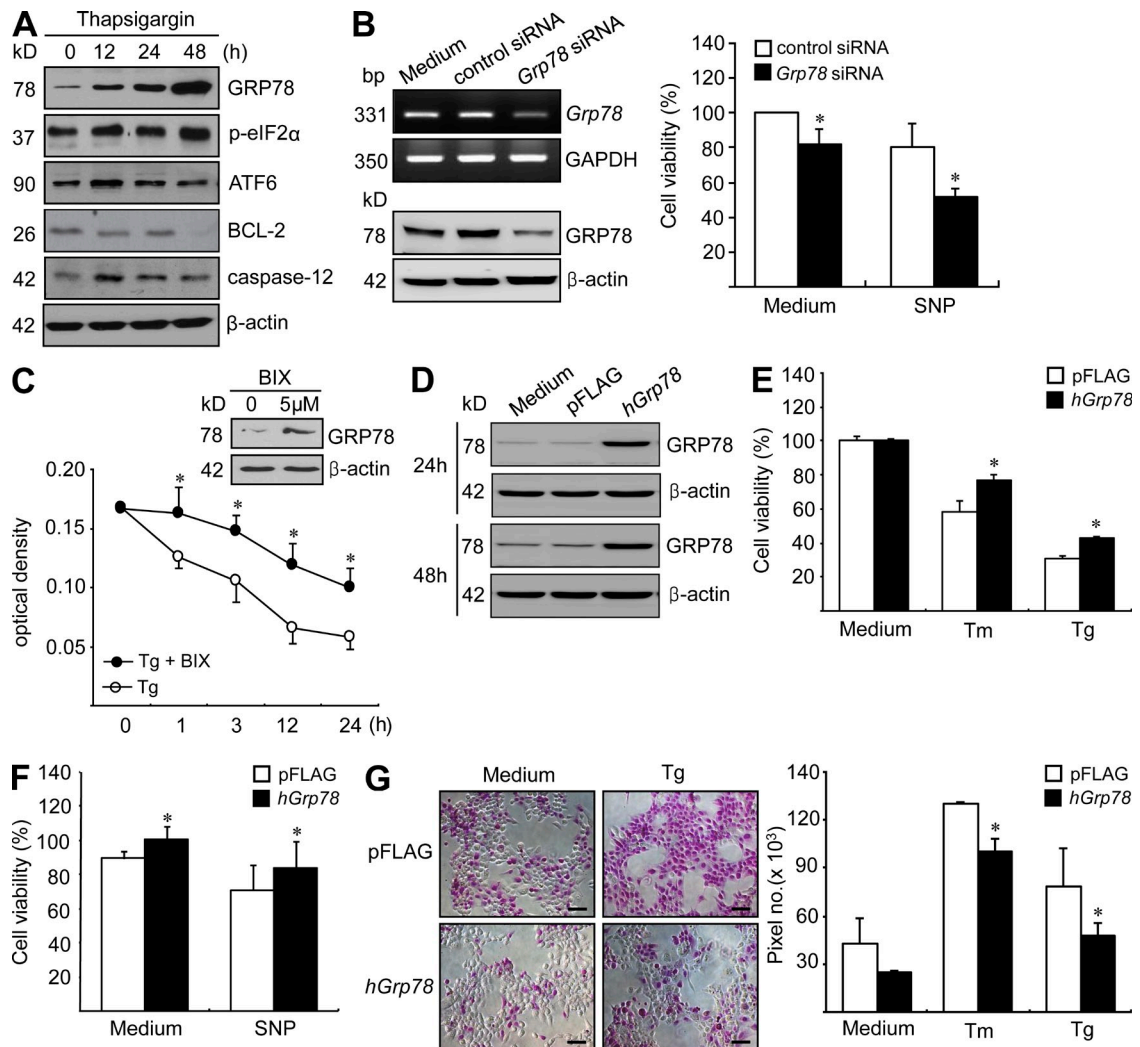 A
Thapsigargin
kD 0 12 24 48 (h)
78 GRP78
37 p-eIF2α
90 ATF6
26 BCL-2
42 caspase-12
42 β-actin
B
Medium control siRNA Grp78 siRNA
bp
331 Grp78
350 GAPDH
kD
78 GRP78
42 β-actin
control siRNA
Grp78 siRNA
Cell viability (%)
140
120
100
80
60
40
20
* *
Medium SNP
C
BIX
kD 0 5μM
78 GRP78
42 β-actin
optical density
0.20
0.15
0.10
0.05
* * * *
Tg + BIX
Tg
0 1 3 12 24 (h)
D
Medium pFLAG hGrp78
kD
24h
78 GRP78
42 β-actin
48h
78 GRP78
42 β-actin
E
pFLAG
hGrp78
Cell viability (%)
140
120
100
80
60
40
20
* *
Medium Tm Tg
F
pFLAG
hGrp78
Cell viability (%)
140
120
100
80
60
40
20
* *
Medium SNP
G
Medium Tg
pFLAG
hGrp78
pFLAG
hGrp78
Pixel no.(x 10³)
140
120
90
60
30
* *
Medium Tm Tg